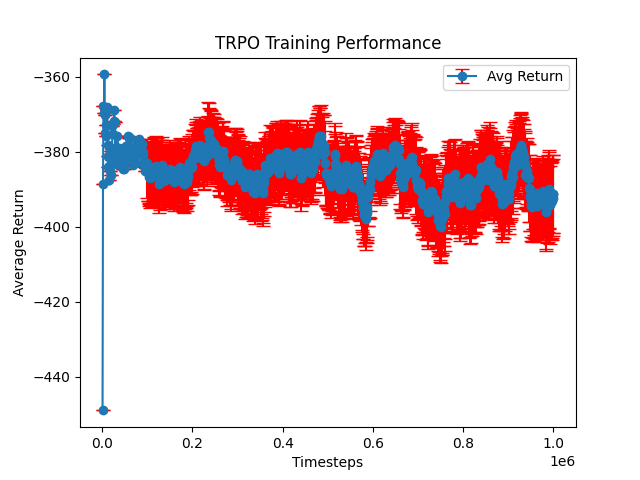 TRPO Training Performance
Avg Return
Average Return
−360
−380
−400
−420
−440
0.0 0.2 0.4 0.6 0.8 1.0
1e6
Timesteps